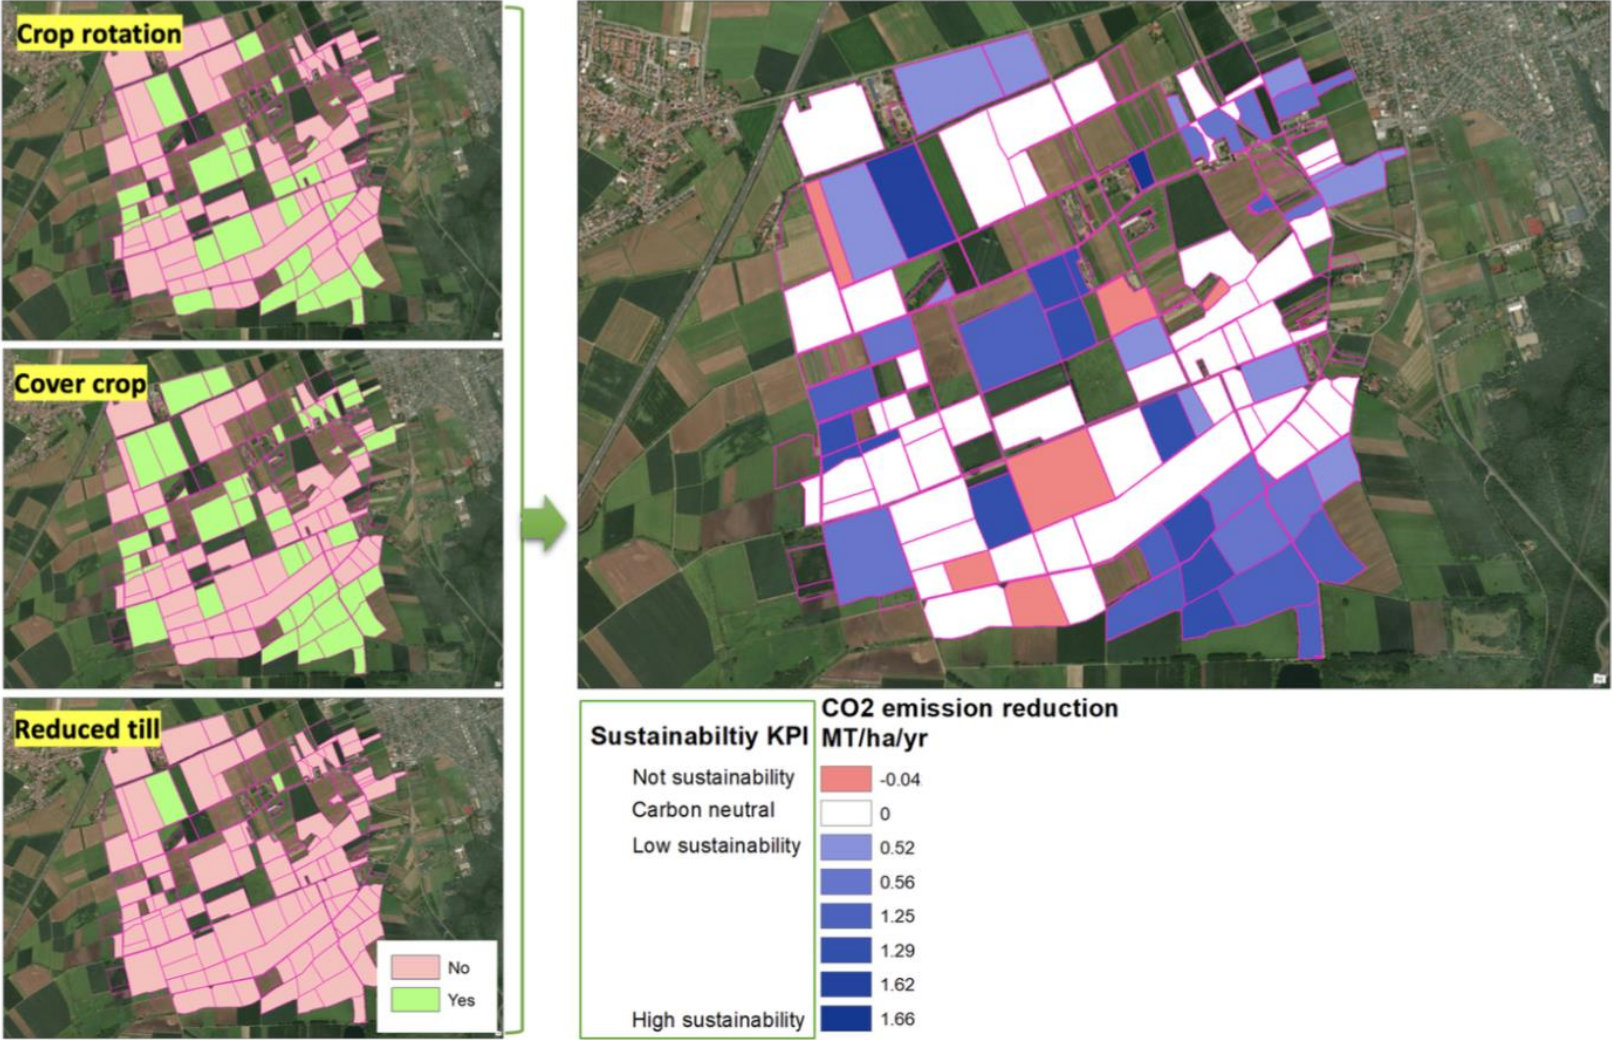 Crop rotation
Cover crop
Reduced till
No
Yes
Sustainabiltiy KPI
CO2 emission reduction
MT/ha/yr
Not sustainability -0.04
Carbon neutral 0
Low sustainability 0.52
0.56
1.25
1.29
1.62
High sustainability 1.66